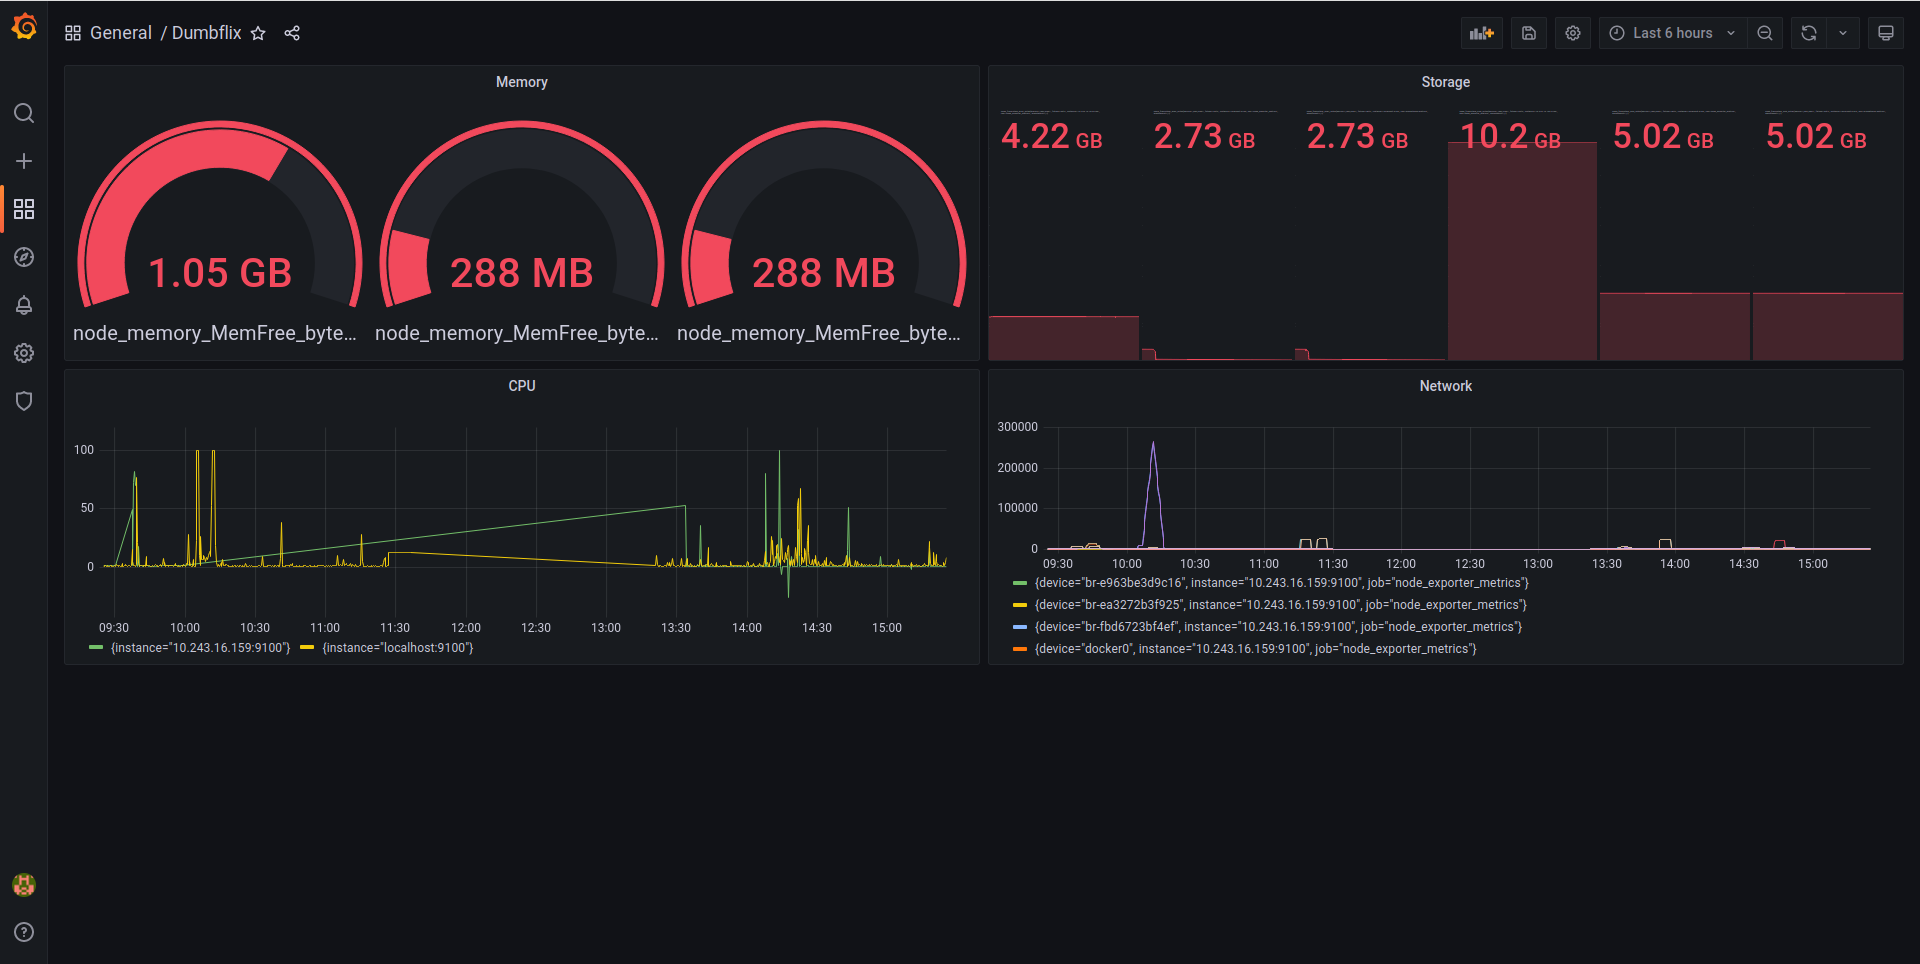 General / Dumbflix
Last 6 hours
Memory
1.05 GB
288 MB
288 MB
node_memory_MemFree_byte...
node_memory_MemFree_byte...
node_memory_MemFree_byte...
Storage
4.22 GB
2.73 GB
2.73 GB
10.2 GB
5.02 GB
5.02 GB
CPU
100
50
0
09:30 10:00 10:30 11:00 11:30 12:00 12:30 13:00 13:30 14:00 14:30 15:00
{instance="10.243.16.159:9100"} {instance="localhost:9100"}
Network
300000
200000
100000
0
09:30 10:00 10:30 11:00 11:30 12:00 12:30 13:00 13:30 14:00 14:30 15:00
{device="br-e963be3d9c16", instance="10.243.16.159:9100", job="node_exporter_metrics"}
{device="br-ea3272b3f925", instance="10.243.16.159:9100", job="node_exporter_metrics"}
{device="br-fbd6723bf4ef", instance="10.243.16.159:9100", job="node_exporter_metrics"}
{device="docker0", instance="10.243.16.159:9100", job="node_exporter_metrics"}